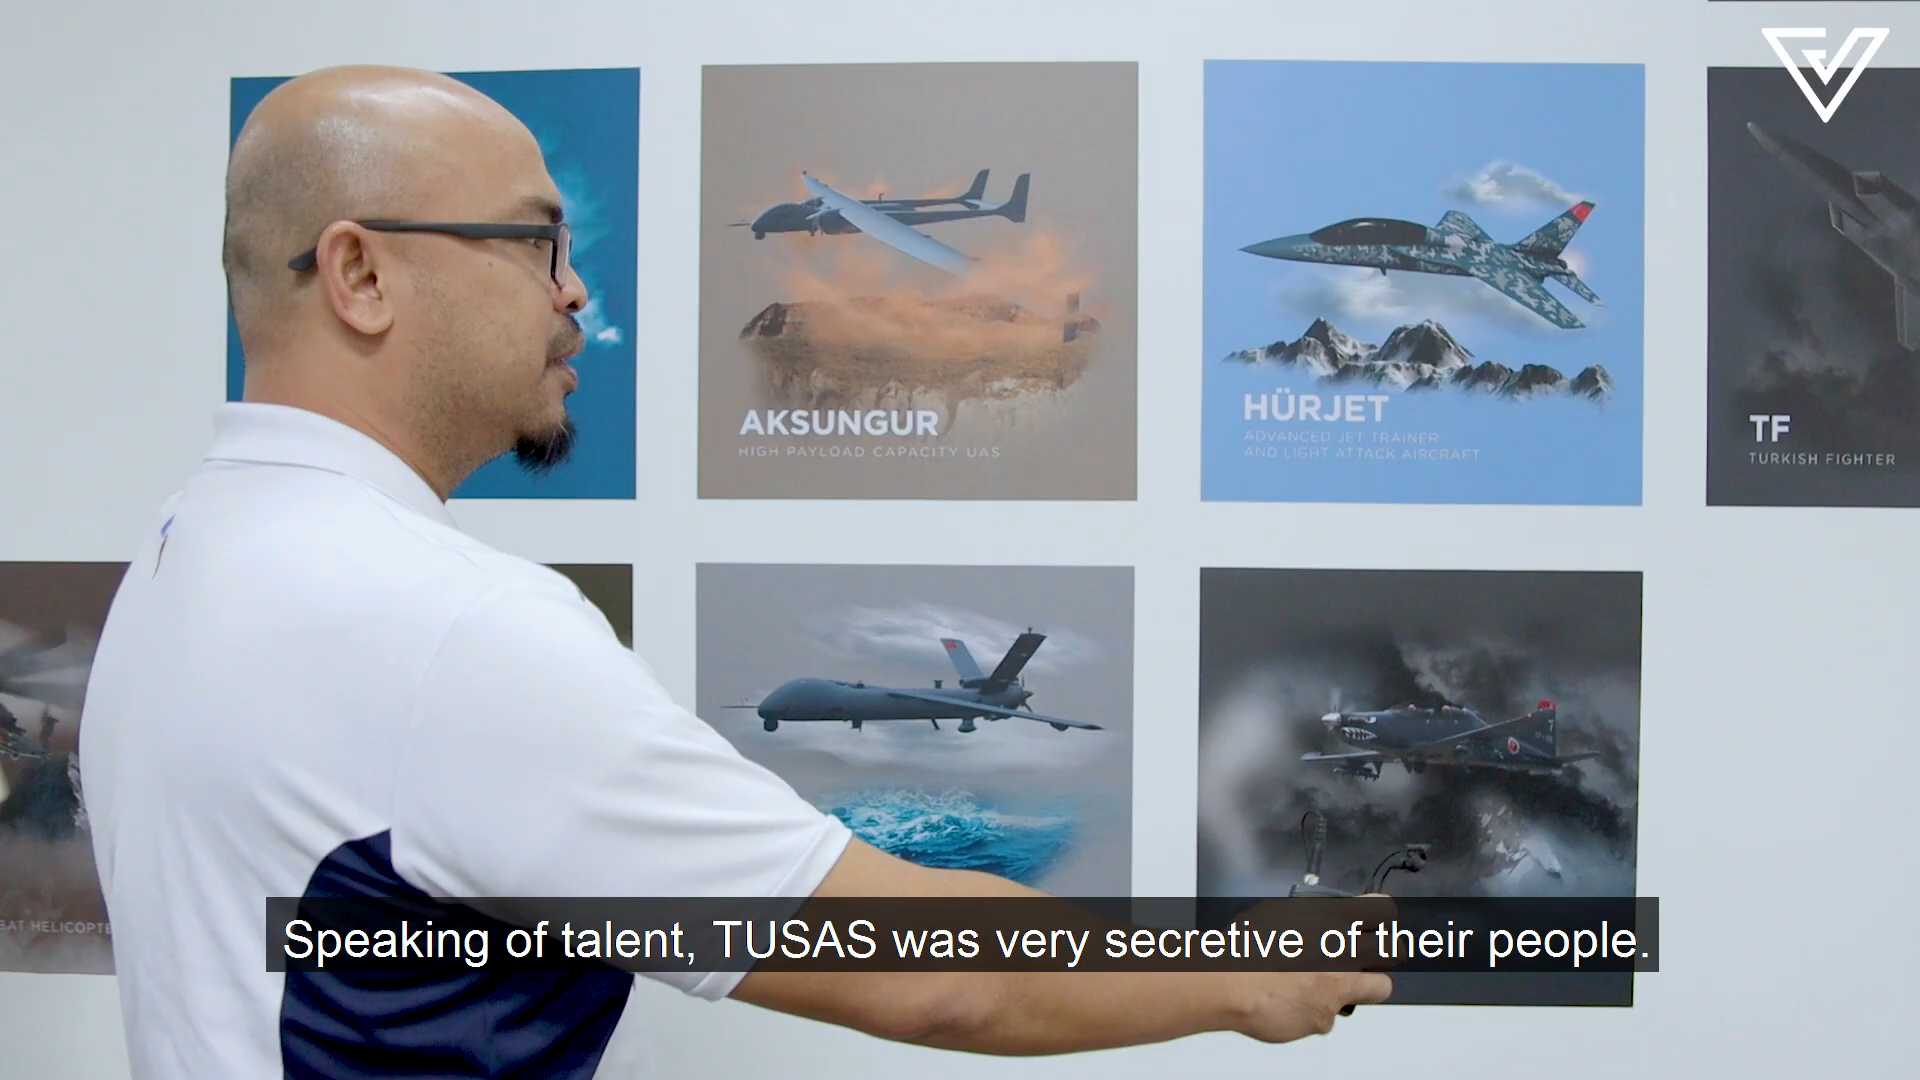 AKSUNGUR
HIGH PAYLOAD CAPACITY UAS
HÜRJET
ADVANCED JET TRAINER
AND LIGHT ATTACK AIRCRAFT
TF
TURKISH FIGHTER
BAT HELICOPTE
Speaking of talent, TUSAS was very secretive of their people.